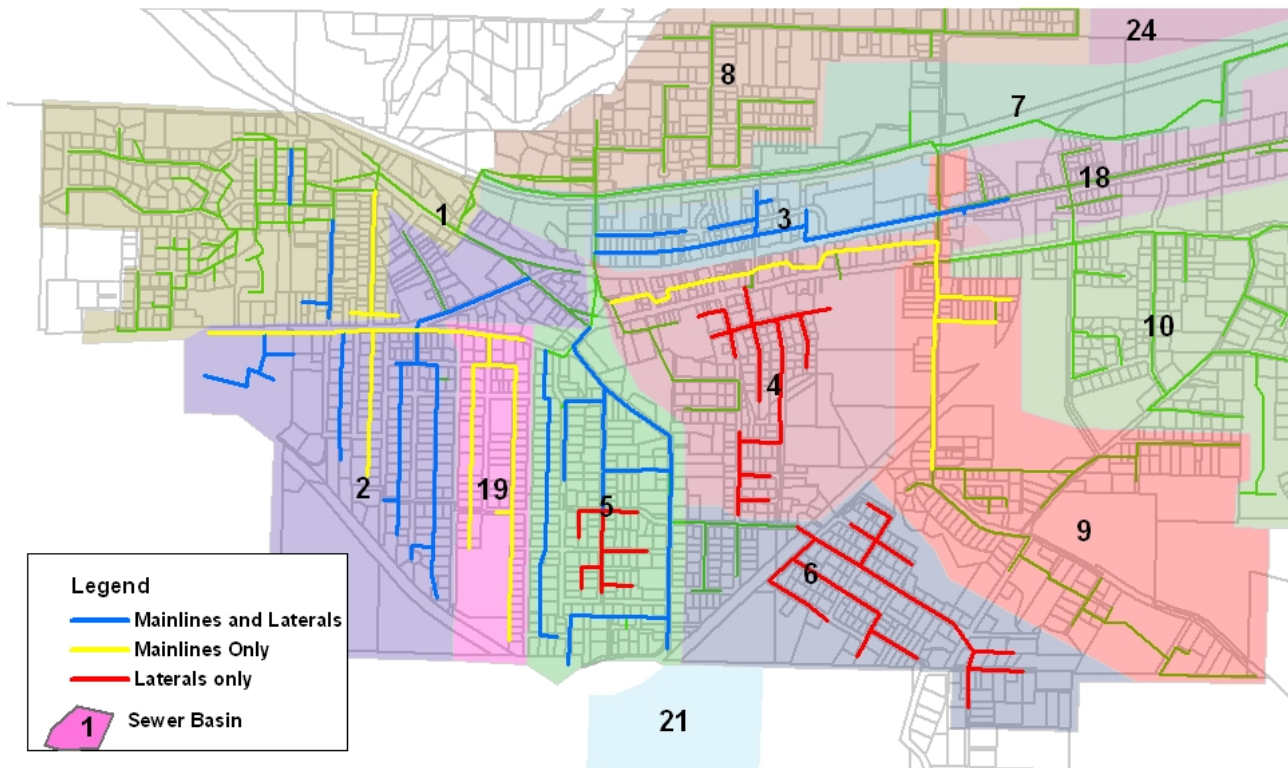 24
8
7
18
1
3
10
4
2
19
5
9
6
21
Legend
Mainlines and Laterals
Mainlines Only
Laterals only
1 Sewer Basin